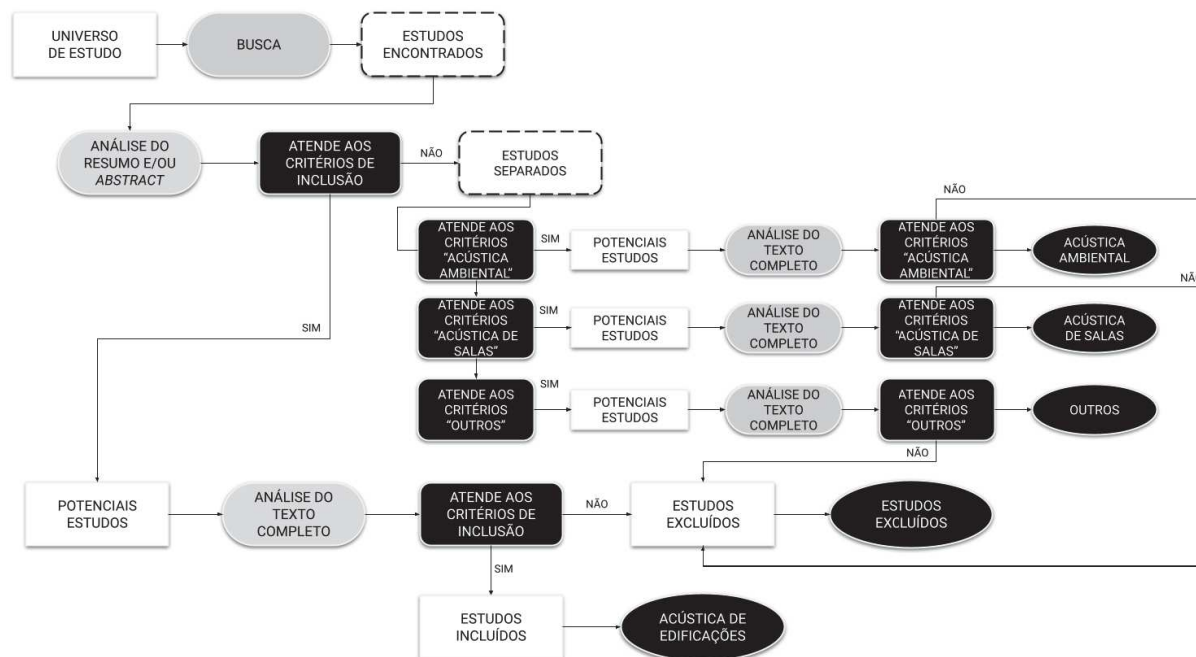 UNIVERSO
DE ESTUDO
BUSCA
ESTUDOS
ENCONTRADOS
ANÁLISE DO
RESUMO E/OU
ABSTRACT
ATENDE AOS
CRITÉRIOS DE
INCLUSÃO
NÃO
ESTUDOS
SEPARADOS
ATENDE AOS
CRITÉRIOS
“ACÚSTICA
AMBIENTAL”
SIM
POTENCIAIS
ESTUDOS
ANÁLISE DO
TEXTO
COMPLETO
ATENDE AOS
CRITÉRIOS
“ACÚSTICA
AMBIENTAL”
NÃO
ACÚSTICA
AMBIENTAL
ATENDE AOS
CRITÉRIOS
“ACÚSTICA DE
SALAS”
SIM
POTENCIAIS
ESTUDOS
ANÁLISE DO
TEXTO
COMPLETO
ATENDE AOS
CRITÉRIOS
“ACÚSTICA DE
SALAS”
NÃO
ACÚSTICA
DE SALAS
SIM
ATENDE AOS
CRITÉRIOS
“OUTROS”
SIM
POTENCIAIS
ESTUDOS
ANÁLISE DO
TEXTO
COMPLETO
ATENDE AOS
CRITÉRIOS
“OUTROS”
OUTROS
NÃO
POTENCIAIS
ESTUDOS
ANÁLISE DO
TEXTO
COMPLETO
ATENDE AOS
CRITÉRIOS DE
INCLUSÃO
NÃO
ESTUDOS
EXCLUÍDOS
ESTUDOS
EXCLUÍDOS
SIM
ESTUDOS
INCLUÍDOS
ACÚSTICA DE
EDIFICAÇÕES